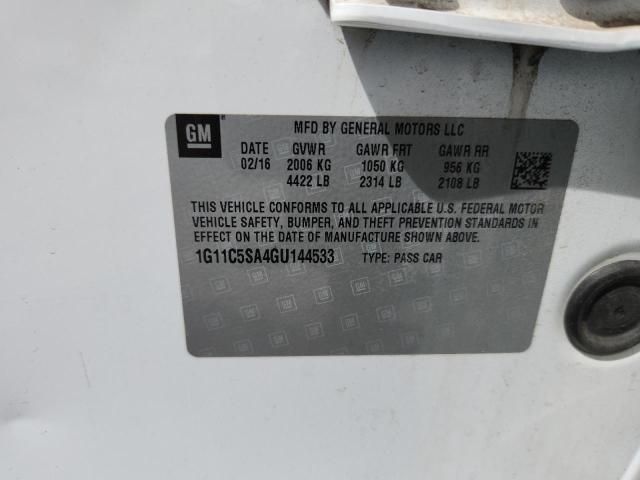 GM
MFD BY GENERAL MOTORS LLC
DATE GVWR GAWR FRT GAWR RR
02/16 2006 KG 1050 KG 956 KG
4422 LB 2314 LB 2108 LB
THIS VEHICLE CONFORMS TO ALL APPLICABLE U.S. FEDERAL MOTOR
VEHICLE SAFETY, BUMPER, AND THEFT PREVENTION STANDARDS IN
EFFECT ON THE DATE OF MANUFACTURE SHOWN ABOVE.
1G11C5SA4GU144533 TYPE: PASS CAR